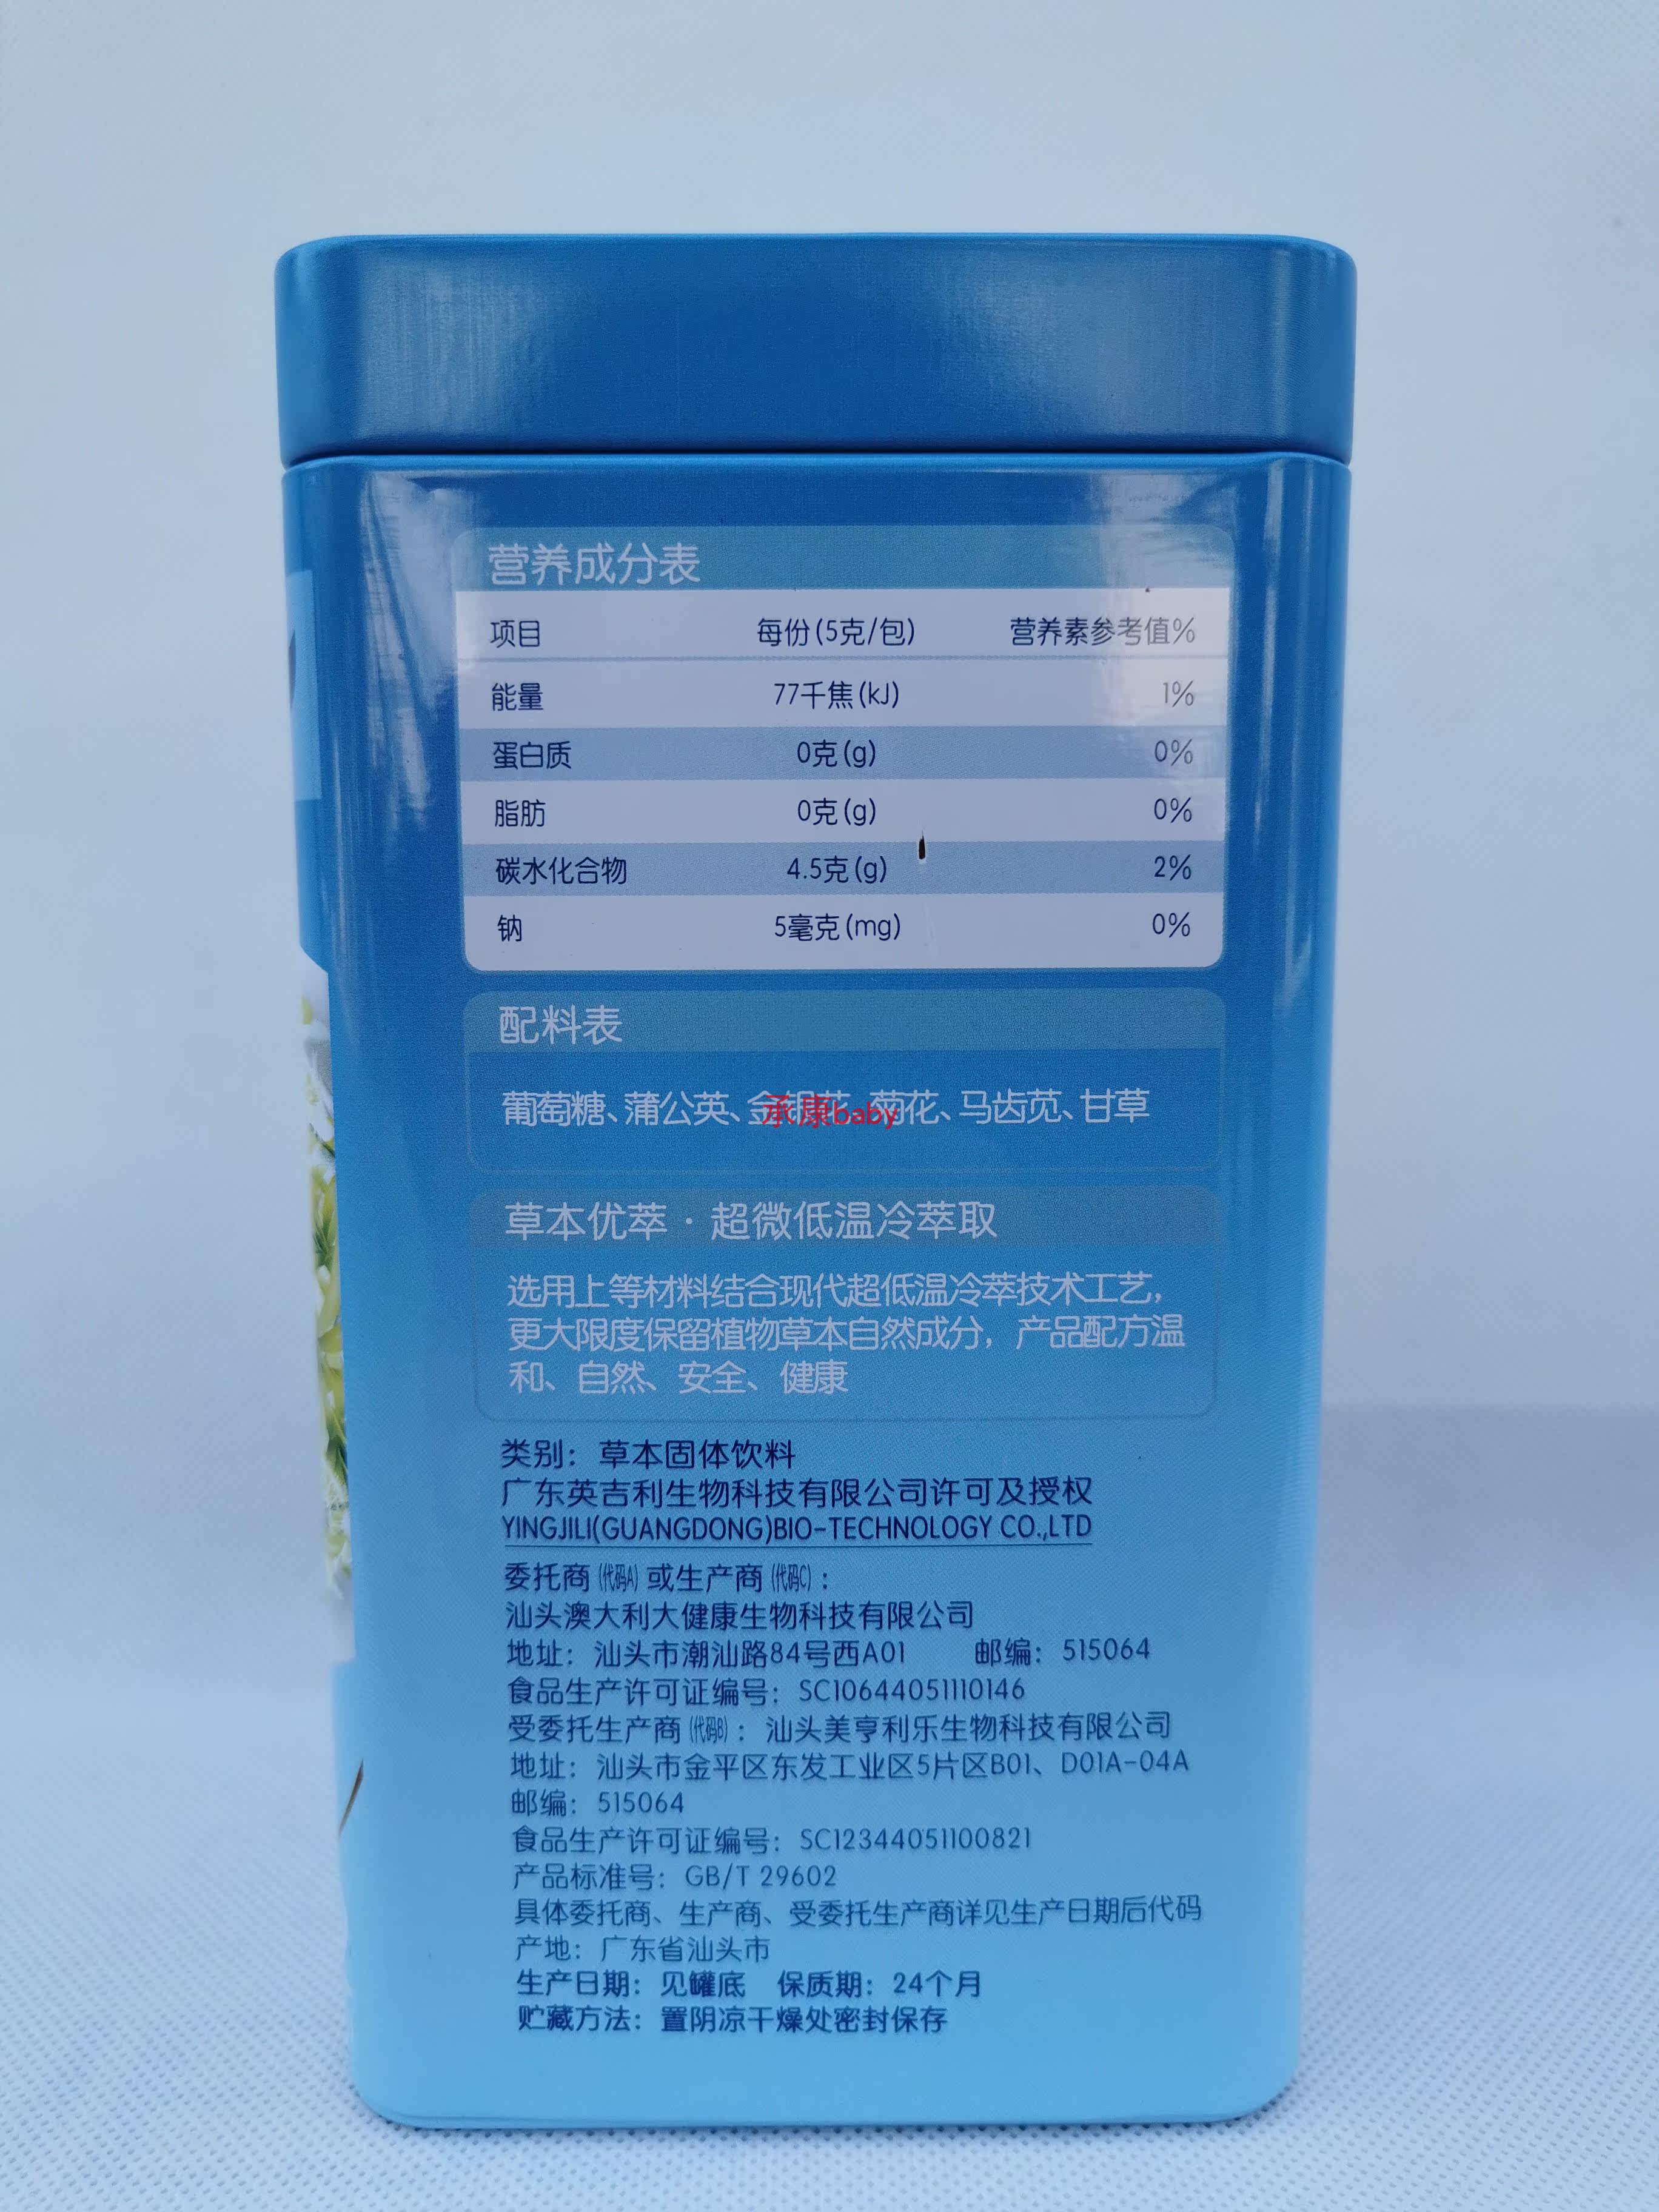 营养成分表
项目 每份(5克/包) 营养素参考值%
能量 77千焦(kJ) 1%
蛋白质 0克(g) 0%
脂肪 0克(g) 0%
碳水化合物 4.5克(g) 2%
钠 5毫克(mg) 0%
配料表
葡萄糖、蒲公英、金银花、菊花、马齿苋、甘草
承康baby
草本优萃·超微低温冷萃取
选用上等材料结合现代超低温冷萃技术工艺，
更大限度保留植物草本自然成分，产品配方温
和、自然、安全、健康
类别：草本固体饮料
广东英吉利生物科技有限公司许可及授权
YINGJILI(GUANGDONG)BIO-TECHNOLOGY CO.,LTD
委托商(代码A)或生产商(代码C)：
汕头澳大利大健康生物科技有限公司
地址：汕头市潮汕路84号西A01 邮编：515064
食品生产许可证编号：SC10644051110146
受委托生产商(代码B)：汕头美亨利乐生物科技有限公司
地址：汕头市金平区东发工业区5片区B01、D01A-04A
邮编：515064
食品生产许可证编号：SC12344051100821
产品标准号：GB/T 29602
具体委托商、生产商、受委托生产商详见生产日期后代码
产地：广东省汕头市
生产日期：见罐底 保质期：24个月
贮藏方法：置阴凉干燥处密封保存